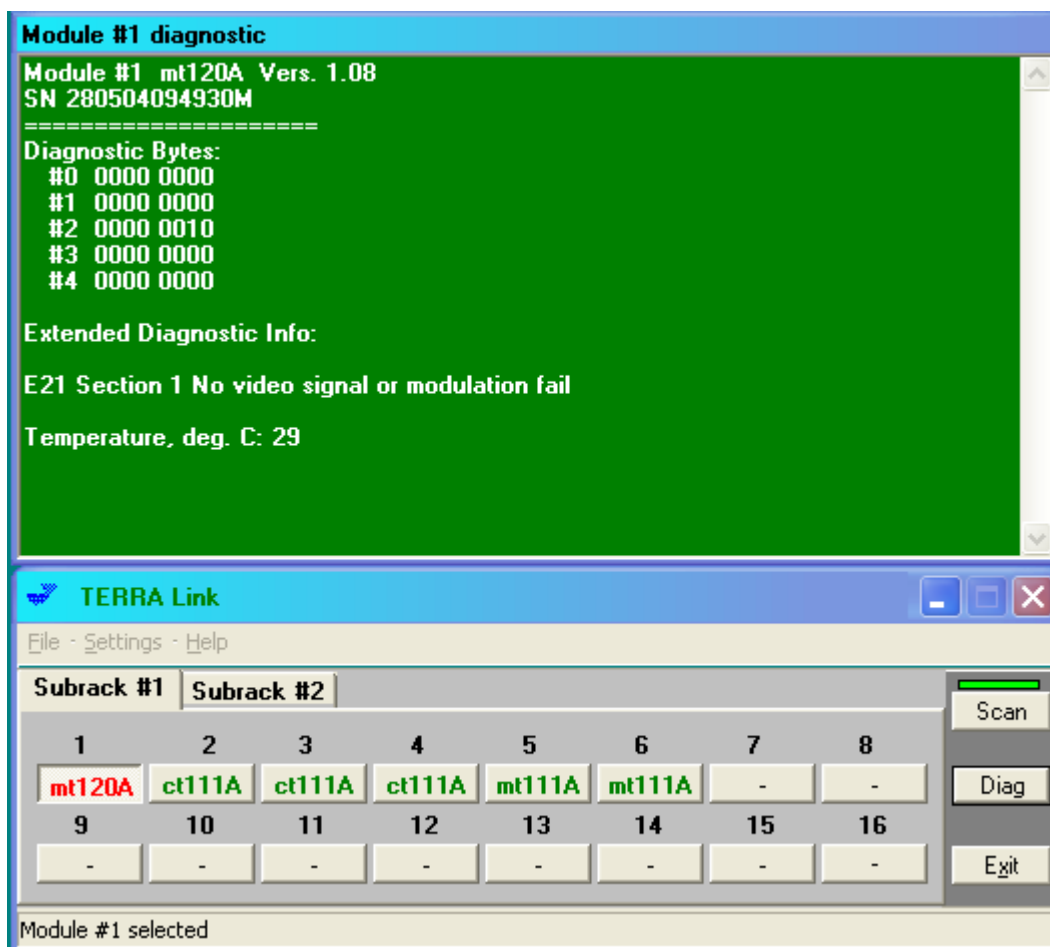 Module #1 diagnostic
Module #1 mt120A Vers. 1.08
SN 280504094930M
=====================
Diagnostic Bytes:
#0 0000 0000
#1 0000 0000
#2 0000 0010
#3 0000 0000
#4 0000 0000
Extended Diagnostic Info:
E21 Section 1 No video signal or modulation fail
Temperature, deg. C: 29
TERRA Link
File - Settings - Help
Subrack #1 Subrack #2
Scan
1 2 3 4 5 6 7 8
mt120A ct111A ct111A ct111A mt111A mt111A - -
Diag
9 10 11 12 13 14 15 16
- - - - - - - -
Exit
Module #1 selected